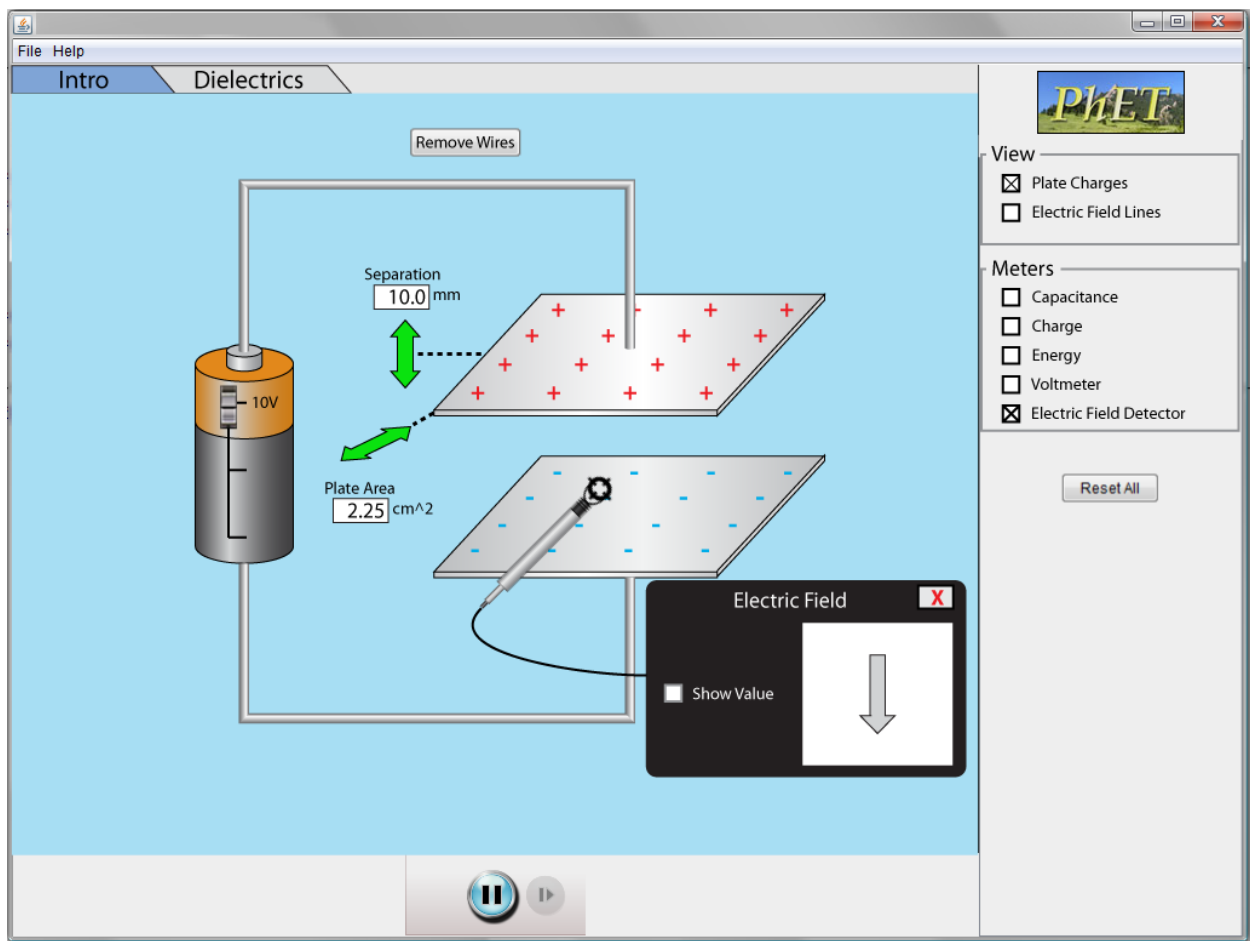 File Help
Intro Dielectrics
PhET
Remove Wires
View
Plate Charges
Electric Field Lines
Separation
10.0 mm
Meters
Capacitance
Charge
Energy
Voltmeter
Electric Field Detector
10V
Plate Area
2.25 cm^2
Reset All
Electric Field X
Show Value